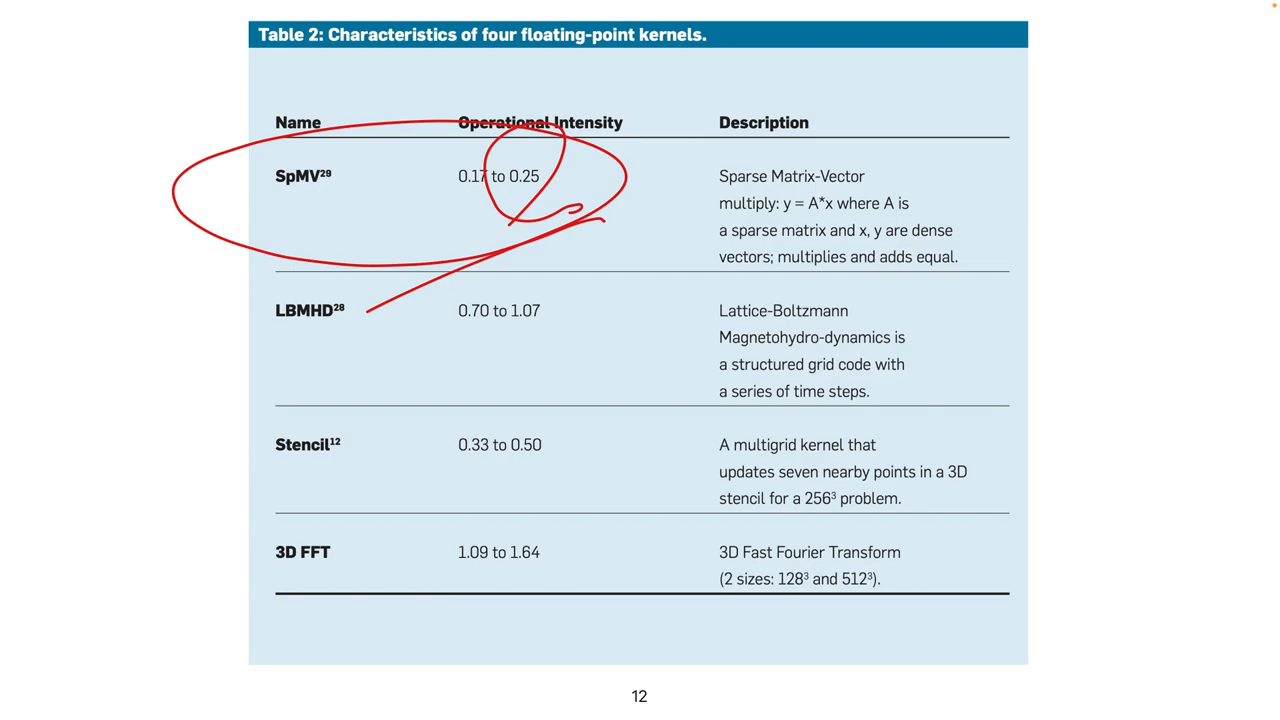 Table 2: Characteristics of four floating-point kernels.
Name Operational Intensity Description
SpMV²⁹ 0.17 to 0.25 Sparse Matrix-Vector
multiply: y = A*x where A is
a sparse matrix and x, y are dense
vectors; multiplies and adds equal.
LBMHD²⁸ 0.70 to 1.07 Lattice-Boltzmann
Magnetohydro-dynamics is
a structured grid code with
a series of time steps.
Stencil¹² 0.33 to 0.50 A multigrid kernel that
updates seven nearby points in a 3D
stencil for a 256³ problem.
3D FFT 1.09 to 1.64 3D Fast Fourier Transform
(2 sizes: 128³ and 512³).
12